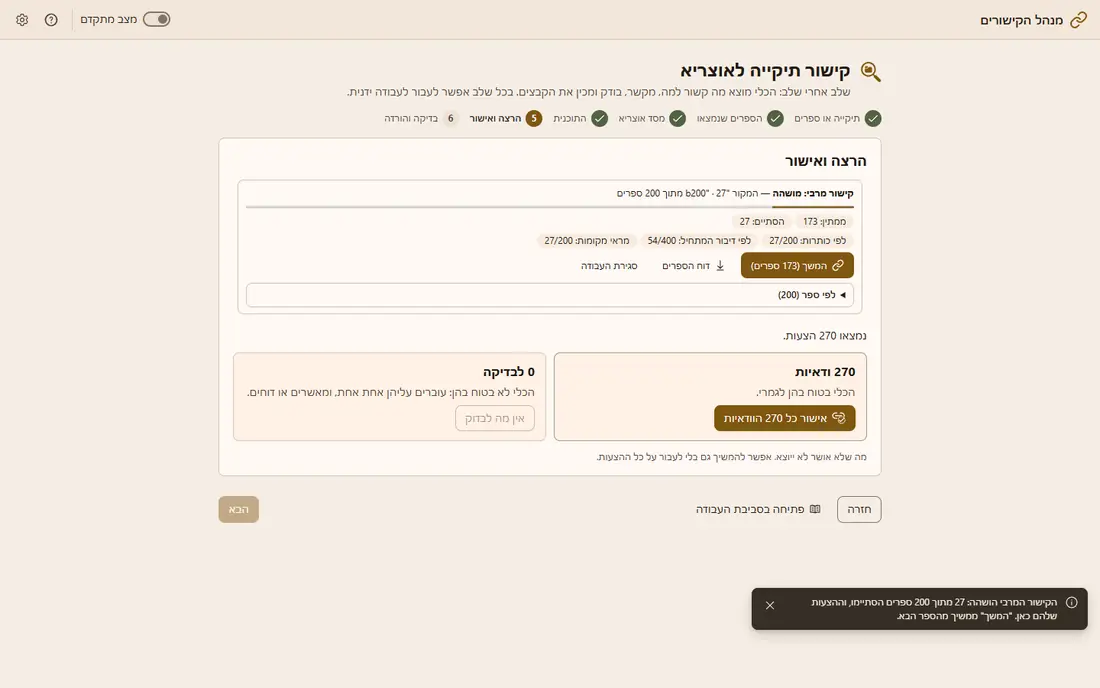 מנהל הקישורים
מצב מתקדם
קישור תיקייה לאוצריא
שלב אחרי שלב: הכלי מוצא מה קשור למה, מקשר, בודק ומכין את הקבצים. בכל שלב אפשר לעבור לעבודה ידנית.
תיקייה או ספרים
הספרים שנמצאו
מסד אוצריא
התוכנית
5 הרצה ואישור
6 בדיקה והורדה
הרצה ואישור
קישור מרבי: מושהה — המקור "b200" · 27 מתוך 200 ספרים
ממתין: 173
הסתיים: 27
לפי כותרות: 27/200
לפי דיבור המתחיל: 54/400
מראי מקומות: 27/200
המשך (173 ספרים)
דוח הספרים
סגירת העבודה
לפי ספר (200)
נמצאו 270 הצעות.
270 ודאיות
הכלי בטוח בהן לגמרי.
אישור כל 270 הוודאיות
0 לבדיקה
הכלי לא בטוח בהן: עוברים עליהן אחת אחת, ומאשרים או דוחים.
אין מה לבדוק
מה שלא אושר לא ייוצא. אפשר להמשיך גם בלי לעבור על כל ההצעות.
חזרה
פתיחה בסביבת העבודה
הבא
הקישור המרבי הושהה: 27 מתוך 200 ספרים הסתיימו, וההצעות
שלהם כאן. "המשך" ממשיך מהספר הבא.